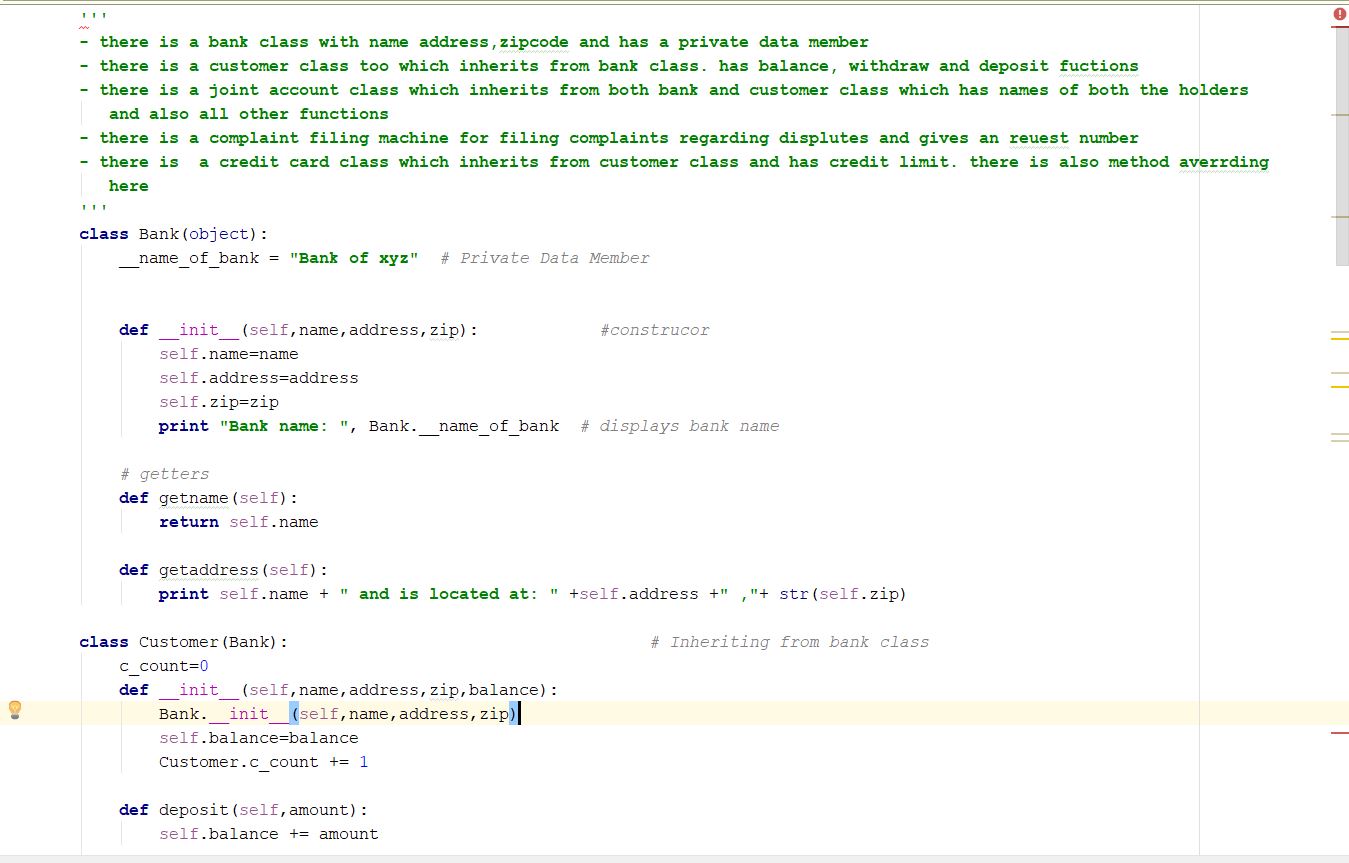 '''
- there is a bank class with name address,zipcode and has a private data member
- there is a customer class too which inherits from bank class. has balance, withdraw and deposit fuctions
- there is a joint account class which inherits from both bank and customer class which has names of both the holders
   and also all other functions
- there is a complaint filing machine for filing complaints regarding displutes and gives an reuest number
- there is  a credit card class which inherits from customer class and has credit limit. there is also method averrding
   here
'''
class Bank(object):
    __name_of_bank = "Bank of xyz"  # Private Data Member
    def __init__(self,name,address,zip):            #construcor
        self.name=name
        self.address=address
        self.zip=zip
        print "Bank name: ", Bank.__name_of_bank  # displays bank name
    # getters
    def getname(self):
        return self.name
    def getaddress(self):
        print self.name + " and is located at: " +self.address +" ,"+ str(self.zip)
class Customer(Bank):                                    # Inheriting from bank class
    c_count=0
    def __init__(self,name,address,zip,balance):
        Bank.__init__(self,name,address,zip)
        self.balance=balance
        Customer.c_count += 1
    def deposit(self,amount):
        self.balance += amount